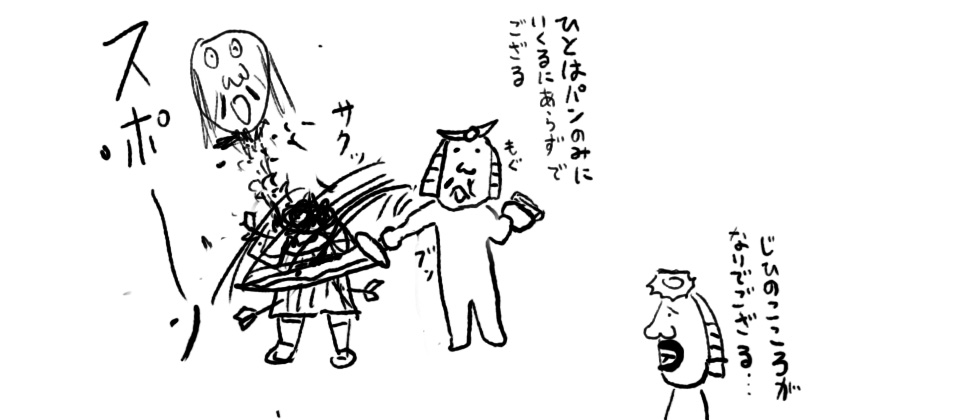 ひとはパンのみに
いくるにあらずで
ござる
もぐ
サクッ
ブン
スポーン
じひのこころが
なりでござる…